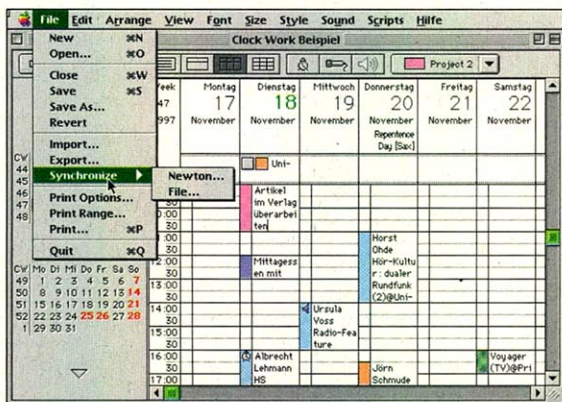 File Edit Arrange View Font Size Style Sound Scripts Hilfe
Clock Work Beispiel
New ⌘N
Open... ⌘O
Close ⌘W
Save ⌘S
Save As...
Revert
Import...
Export...
Synchronize
Newton...
File...
Print Options...
Print Range...
Print... ⌘P
Quit ⌘Q
Project 2
Week
47
1997
Montag
17
November
Dienstag
18
November
Mittwoch
19
November
Donnerstag
20
November
Repentence
Day [Sax]
Freitag
21
November
Samstag
22
November
Uni-
Artikel
im Verlag
überarbei
ten
Mittagess
en mit
Horst
Ohde
Hör-Kultu
r: dualer
Rundfunk
(2)@Uni-
Ursula
Voss
Radio-Fea
ture
Albrecht
Lehmann
HS
Jörn
Schmude
Voyager
(TV)@Pri
30
30
30
12:00
30
13:00
30
14:00
30
15:00
30
16:00
30
17:00
CW
44
45
46
47
48
CW Mo Di Mi Do Fr Sa So
49 1 2 3 4 5 6 7
50 8 9 10 11 12 13 14
51 15 16 17 18 19 20 21
52 22 23 24 25 26 27 28
1 29 30 31